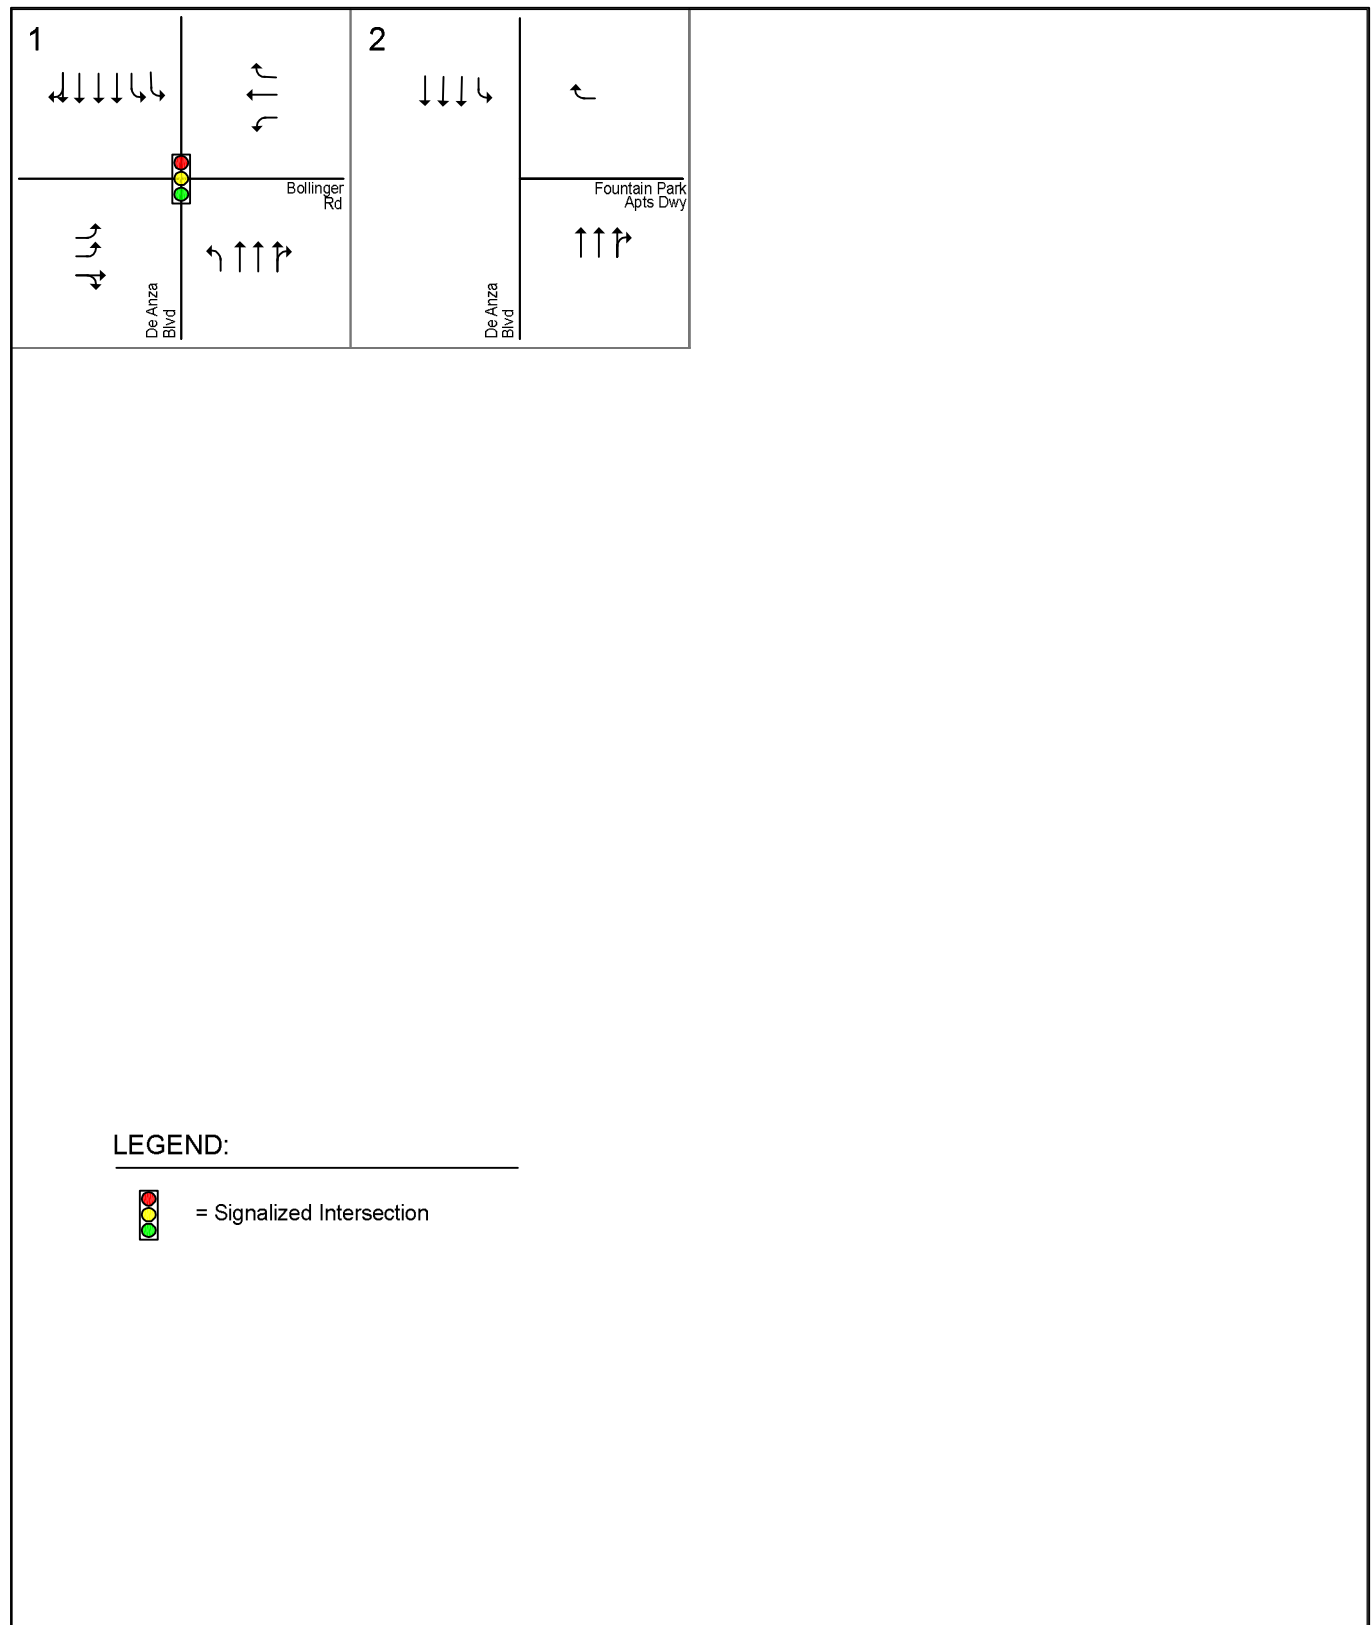 1
Bollinger
Rd
De Anza
Blvd
2
Fountain Park
Apts Dwy
De Anza
Blvd
LEGEND:
= Signalized Intersection